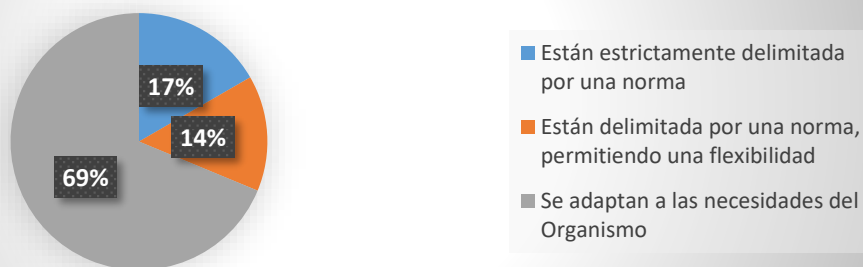 17%
14%
69%
Están estrictamente delimitada
por una norma
Están delimitada por una norma,
permitiendo una flexibilidad
Se adaptan a las necesidades del
Organismo